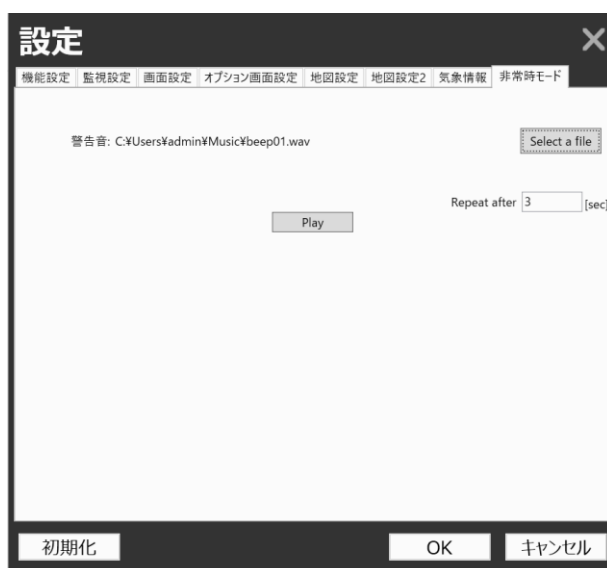 設定
機能設定 監視設定 画面設定 オプション画面設定 地図設定 地図設定2 気象情報 非常時モード
警告音: C:¥Users¥admin¥Music¥beep01.wav Select a file
Repeat after 3 [sec]
Play
初期化 OK キャンセル